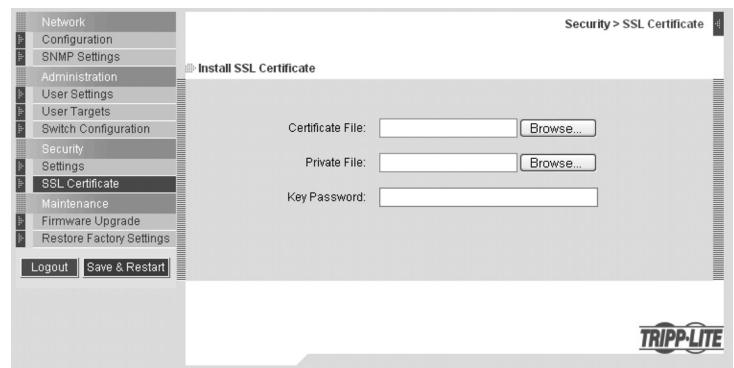 Network
Configuration
SNMP Settings
Administration
User Settings
User Targets
Switch Configuration
Security
Settings
SSL Certificate
Maintenance
Firmware Upgrade
Restore Factory Settings
Logout
Save & Restart
Security > SSL Certificate
Install SSL Certificate
Certificate File:
Browse...
Private File:
Browse...
Key Password:
TRIPP·LITE